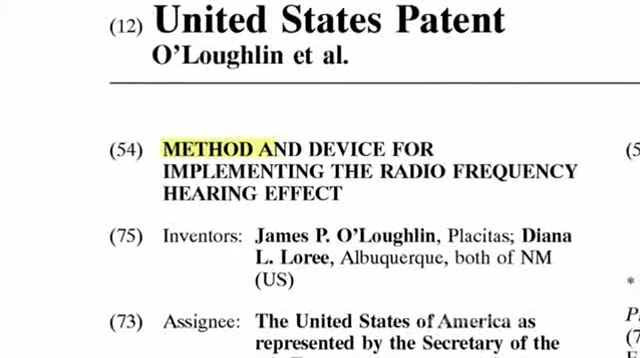 (12) United States Patent
O'Loughlin et al.
(54) METHOD AND DEVICE FOR
IMPLEMENTING THE RADIO FREQUENCY
HEARING EFFECT
(75) Inventors: James P. O'Loughlin, Placitas; Diana
L. Loree, Albuquerque, both of NM
(US)
*
(73) Assignee: The United States of America as
represented by the Secretary of the